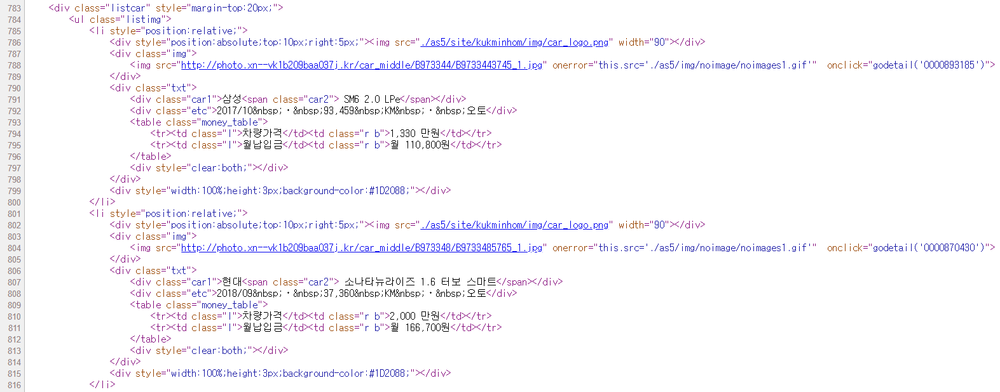 783 <div class="listcar" style="margin-top:20px;">
784 <ul class="listimg">
785 <li style="position:relative;">
786 <div style="position:absolute;top:10px;right:5px;"><img src="./as5/site/kukminhom/img/car_logo.png" width="90"></div>
787 <div class="img">
788 <img src="http://photo.xn--vk1b209baa037j.kr/car_middle/B973344/B9733443745_1.jpg" onerror="this.src='./as5/img/noimage/noimages1.gif'"  onclick="godetail('0000893185')">
789 </div>
790 <div class="txt">
791 <div class="car1">삼성<span class="car2"> SM6 2.0 LPe</span></div>
792 <div class="etc">2017/10&nbsp;·&nbsp;93,459&nbsp;KM&nbsp;·&nbsp;오토</div>
793 <table class="money_table">
794 <tr><td class="l">차량가격</td><td class="r b">1,330 만원</td></tr>
795 <tr><td class="l">월납입금</td><td class="r b">월 110,800원</td></tr>
796 </table>
797 <div style="clear:both;"></div>
798 </div>
799 <div style="width:100%;height:3px;background-color:#1D2088;"></div>
800 </li>
801 <li style="position:relative;">
802 <div style="position:absolute;top:10px;right:5px;"><img src="./as5/site/kukminhom/img/car_logo.png" width="90"></div>
803 <div class="img">
804 <img src="http://photo.xn--vk1b209baa037j.kr/car_middle/B973348/B9733485765_1.jpg" onerror="this.src='./as5/img/noimage/noimages1.gif'"  onclick="godetail('0000870430')">
805 </div>
806 <div class="txt">
807 <div class="car1">현대<span class="car2"> 소나타뉴라이즈 1.6 터보 스마트</span></div>
808 <div class="etc">2018/09&nbsp;·&nbsp;37,360&nbsp;KM&nbsp;·&nbsp;오토</div>
809 <table class="money_table">
810 <tr><td class="l">차량가격</td><td class="r b">2,000 만원</td></tr>
811 <tr><td class="l">월납입금</td><td class="r b">월 166,700원</td></tr>
812 </table>
813 <div style="clear:both;"></div>
814 </div>
815 <div style="width:100%;height:3px;background-color:#1D2088;"></div>
816 </li>